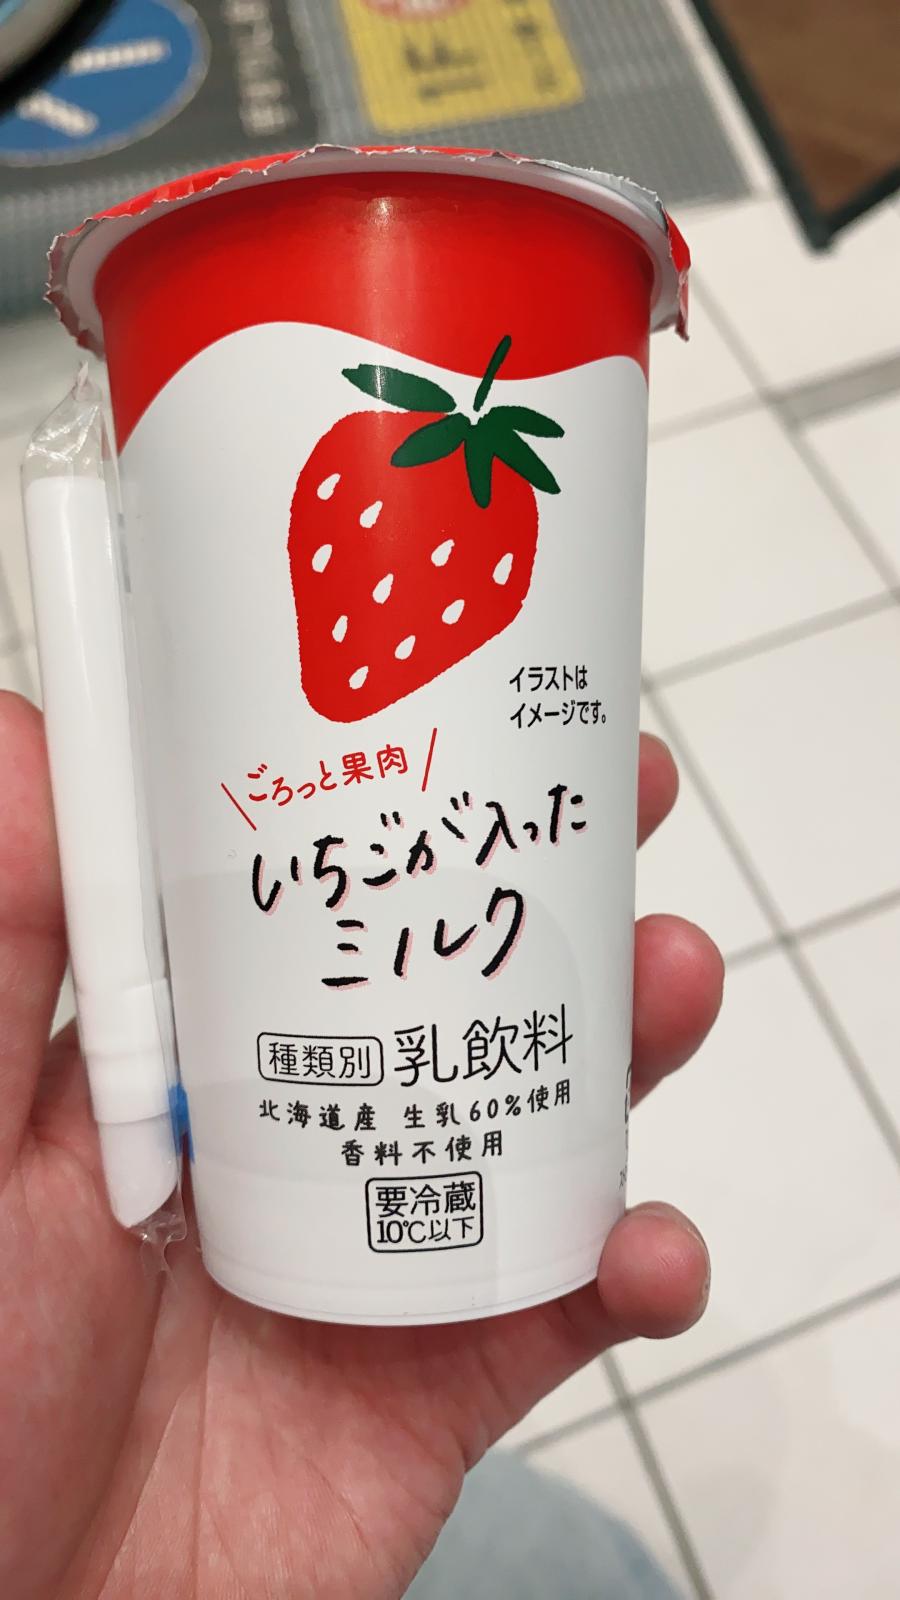 イラストは
イメージです。
ごろっと果肉
いちごが入った
ミルク
種類別 乳飲料
北海道産 生乳60%使用
香料不使用
要冷蔵
10℃以下